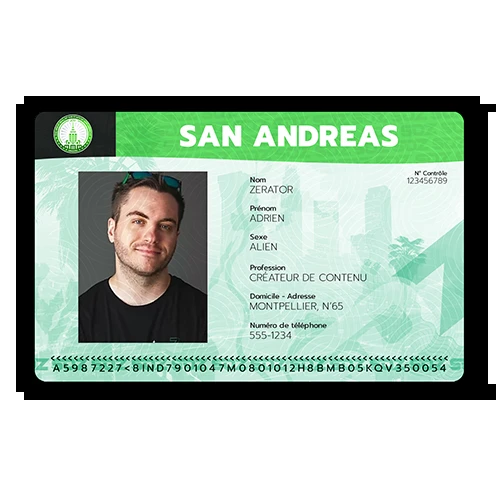 SAN ANDREAS
N° Contrôle
123456789
Nom
ZERATOR
Prénom
ADRIEN
Sexe
ALIEN
Profession
CRÉATEUR DE CONTENU
Domicile - Adresse
MONTPELLIER, N°65
Numéro de téléphone
555-1234
A5987227<8IND7901047M0801012H8BMB05KQV350054